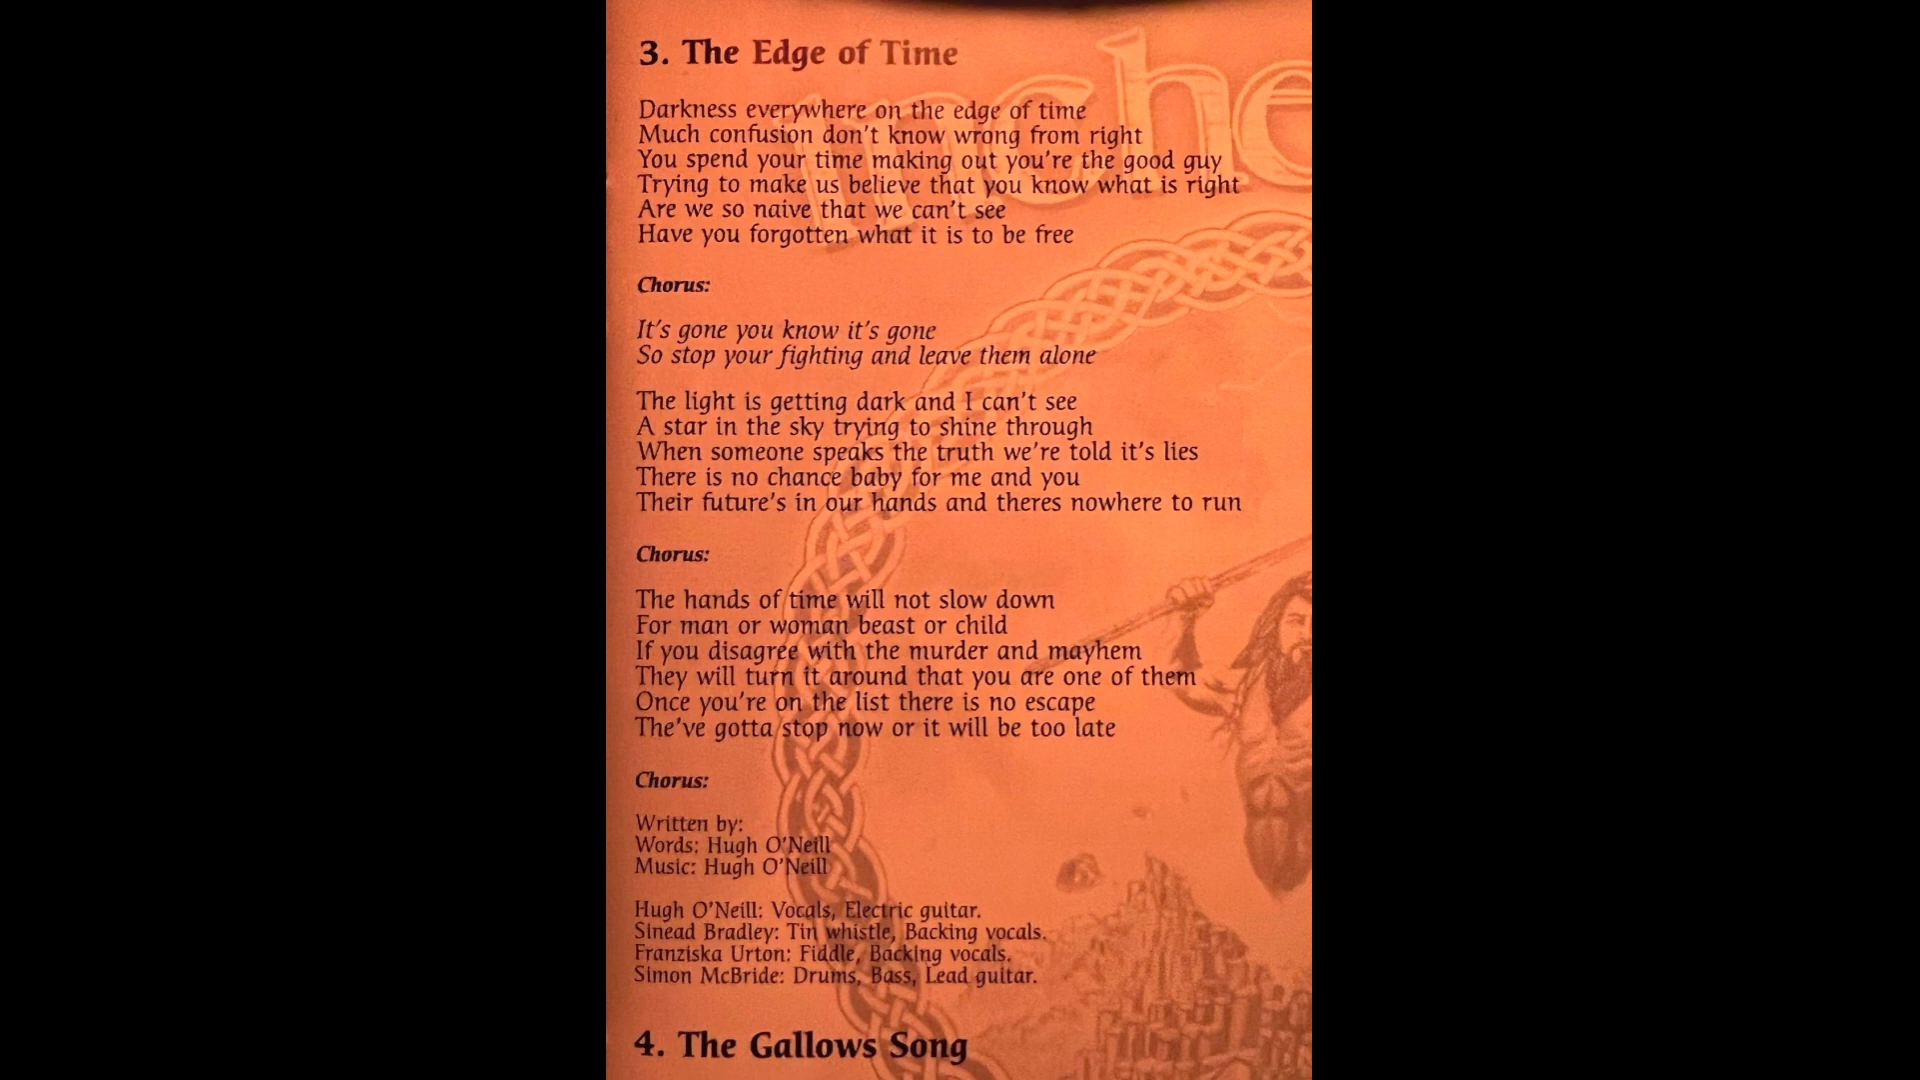 3. The Edge of Time
Darkness everywhere on the edge of time
Much confusion don't know wrong from right
You spend your time making out you're the good guy
Trying to make us believe that you know what is right
Are we so naive that we can't see
Have you forgotten what it is to be free
Chorus:
It's gone you know it's gone
So stop your fighting and leave them alone
The light is getting dark and I can't see
A star in the sky trying to shine through
When someone speaks the truth we're told it's lies
There is no chance baby for me and you
Their future's in our hands and theres nowhere to run
Chorus:
The hands of time will not slow down
For man or woman beast or child
If you disagree with the murder and mayhem
They will turn it around that you are one of them
Once you're on the list there is no escape
The've gotta stop now or it will be too late
Chorus:
Written by:
Words: Hugh O'Neill
Music: Hugh O'Neill
Hugh O'Neill: Vocals, Electric guitar.
Sinead Bradley: Tin whistle, Backing vocals.
Franziska Urton: Fiddle, Backing vocals.
Simon McBride: Drums, Bass, Lead guitar.
4. The Gallows Song